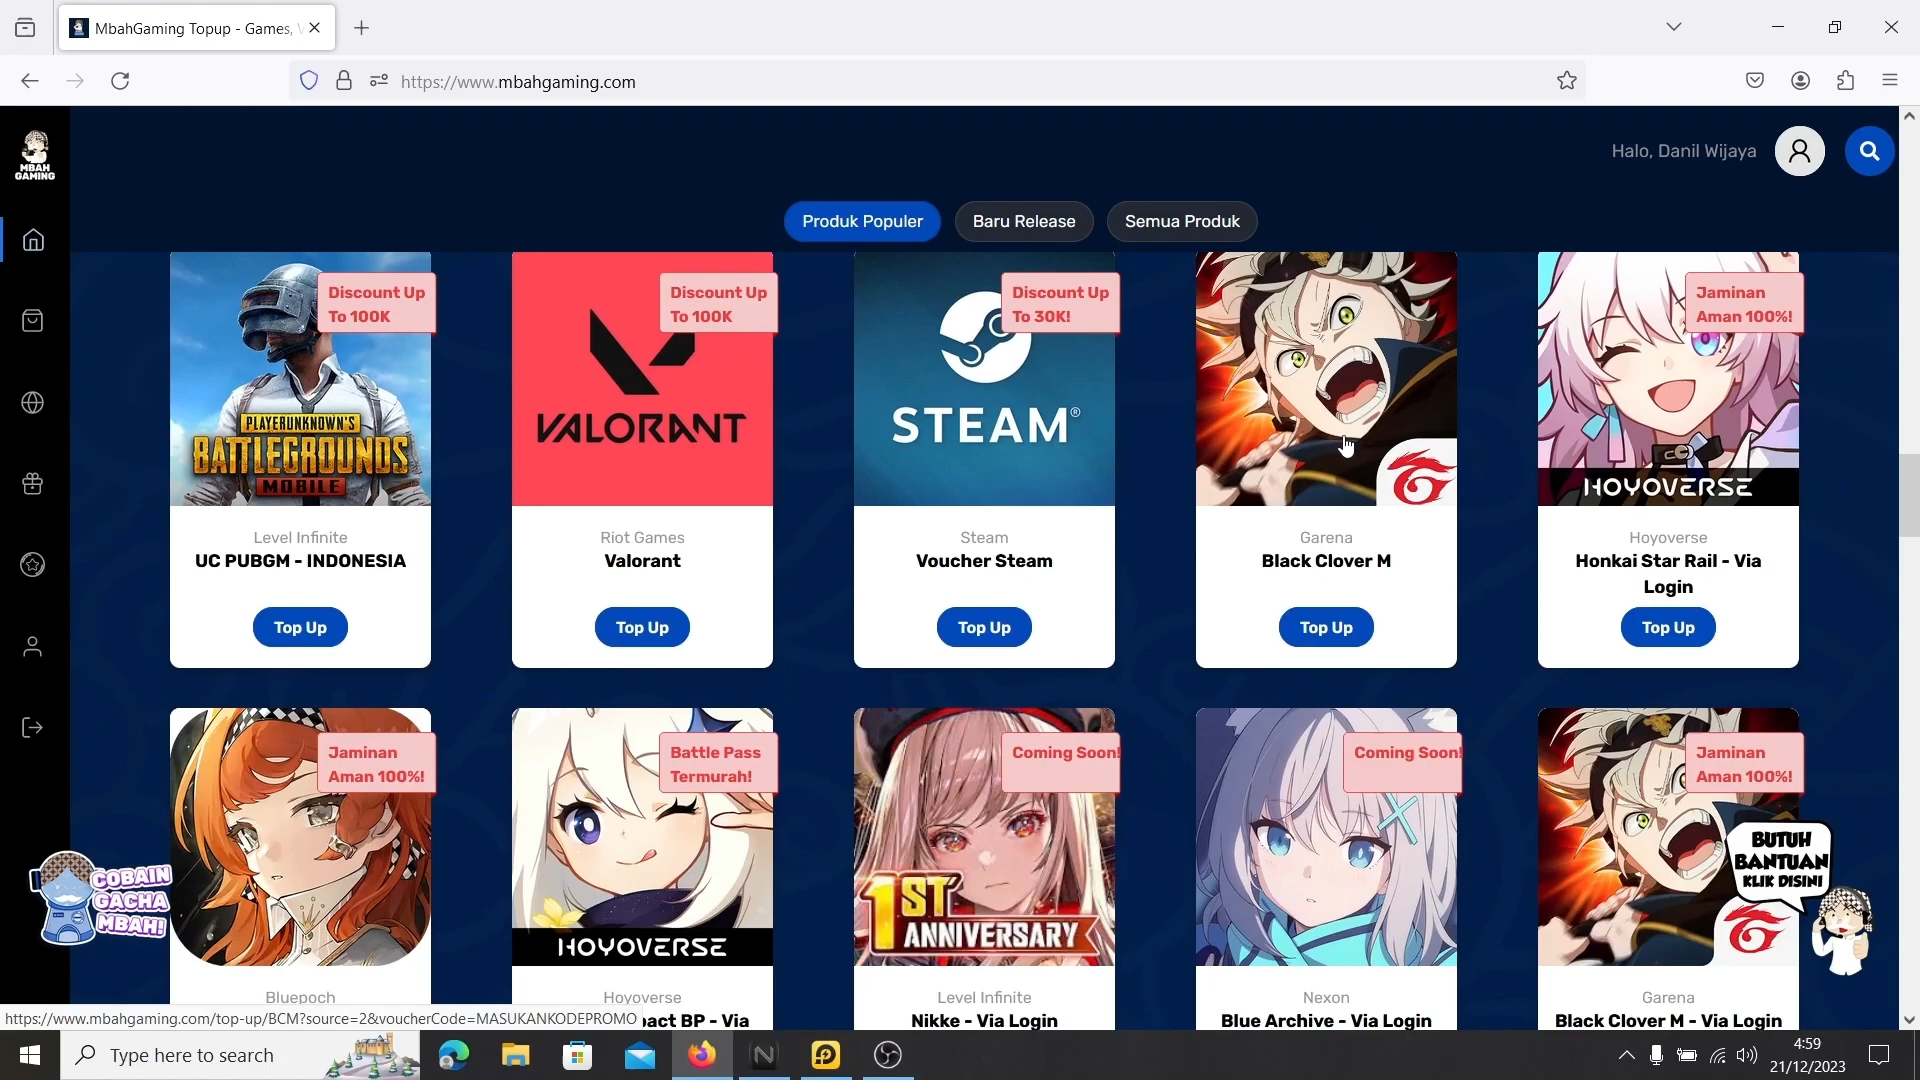 MbahGaming Topup - Games, V
https://www.mbahgaming.com
MBAH
GAMING
Halo, Danil Wijaya
Produk Populer
Baru Release
Semua Produk
Discount Up
To 100K
PLAYERUNKNOWN'S
BATTLEGROUNDS
MOBILE
Level Infinite
UC PUBGM - INDONESIA
Top Up
Discount Up
To 100K
VALORANT
Riot Games
Valorant
Top Up
Discount Up
To 30K!
STEAM®
Steam
Voucher Steam
Top Up
Garena
Black Clover M
Top Up
Jaminan
Aman 100%!
HOYOVERSE
Hoyoverse
Honkai Star Rail - Via
Login
Top Up
Jaminan
Aman 100%!
Bluepoch
Battle Pass
Termurah!
HOYOVERSE
Hoyoverse
pact BP - Via
Coming Soon!
1ST
ANNIVERSARY
Level Infinite
Nikke - Via Login
Coming Soon!
Nexon
Blue Archive - Via Login
Jaminan
Aman 100%!
Garena
Black Clover M - Via Login
COBAIN
GACHA
MBAH!
BUTUH
BANTUAN
KLIK DISINI
https://www.mbahgaming.com/top-up/BCM?source=2&voucherCode=MASUKANKODEPROMO
Type here to search
4:59
21/12/2023